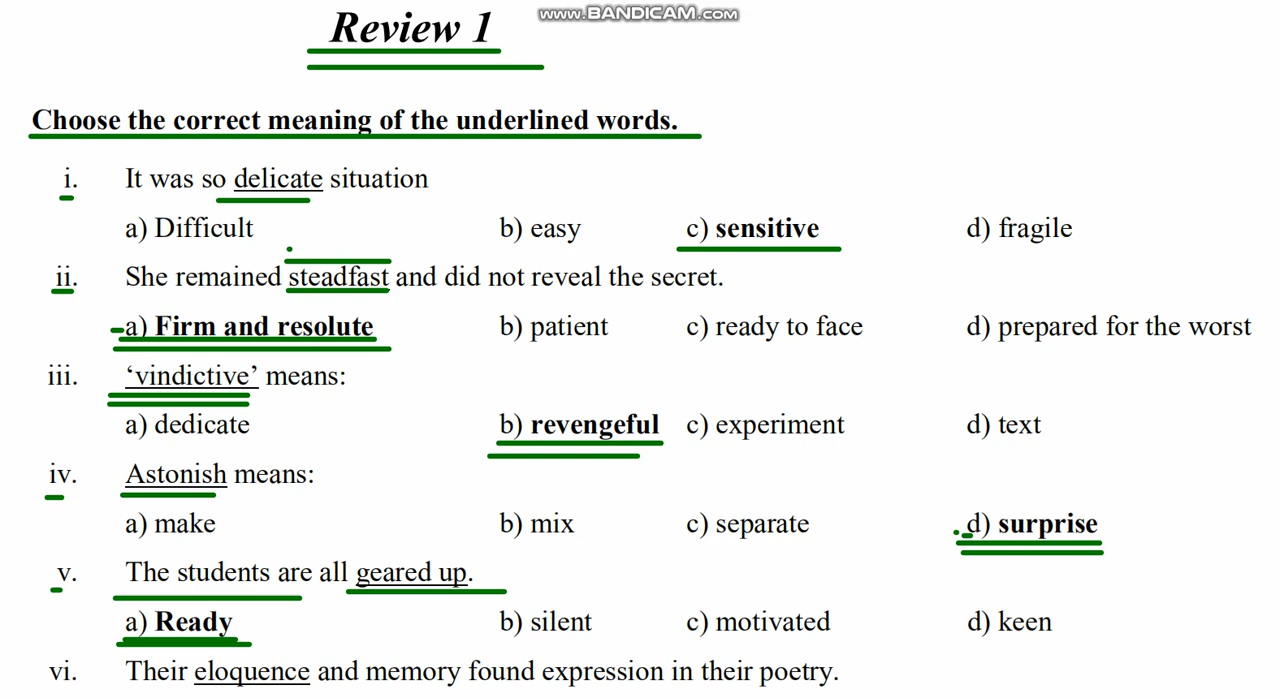 www.BANDICAM.com
Review 1
Choose the correct meaning of the underlined words.
i. It was so delicate situation
a) Difficult b) easy c) sensitive d) fragile
ii. She remained steadfast and did not reveal the secret.
a) Firm and resolute b) patient c) ready to face d) prepared for the worst
iii. ‘vindictive’ means:
a) dedicate b) revengeful c) experiment d) text
iv. Astonish means:
a) make b) mix c) separate d) surprise
v. The students are all geared up.
a) Ready b) silent c) motivated d) keen
vi. Their eloquence and memory found expression in their poetry.